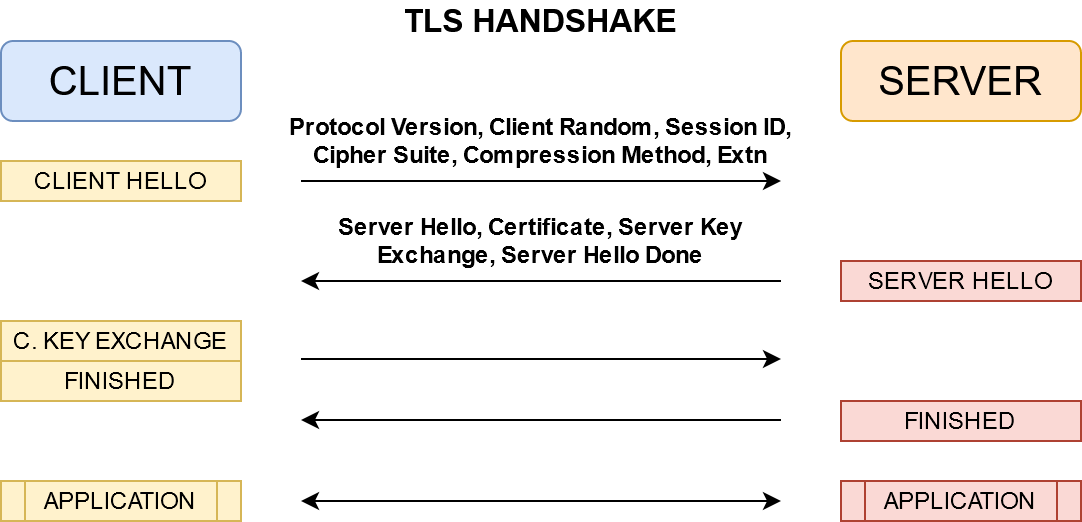 TLS HANDSHAKE
CLIENT
SERVER
Protocol Version, Client Random, Session ID,
Cipher Suite, Compression Method, Extn
CLIENT HELLO
Server Hello, Certificate, Server Key
Exchange, Server Hello Done
SERVER HELLO
C. KEY EXCHANGE
FINISHED
FINISHED
APPLICATION
APPLICATION